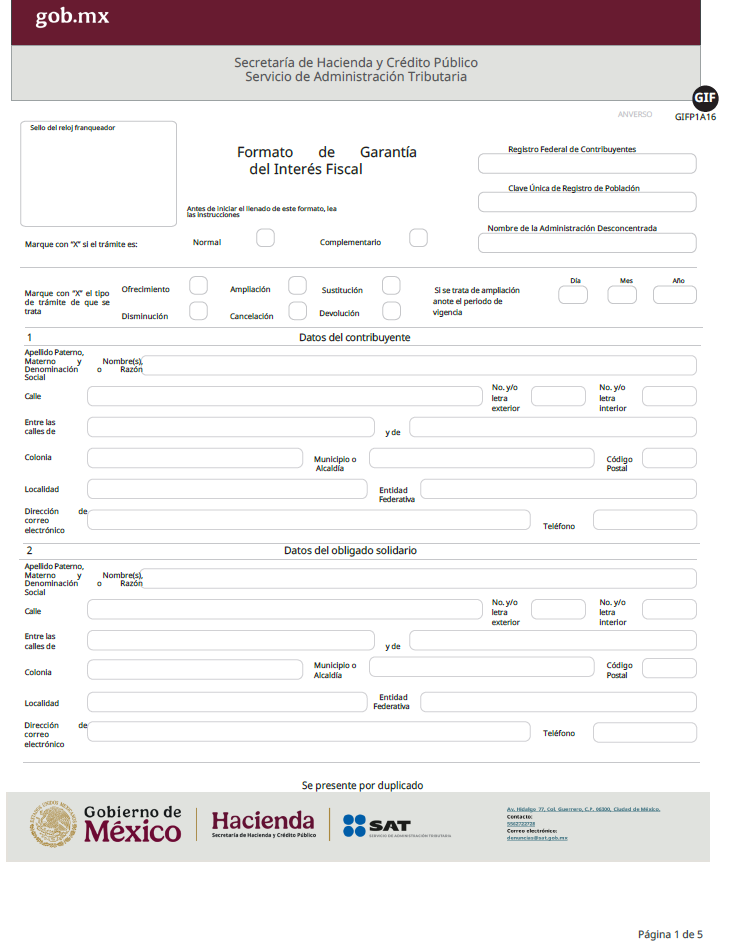 gob.mx
Secretaría de Hacienda y Crédito Público
Servicio de Administración Tributaria
GIF
ANVERSO
GIFP1A16
Sello del reloj franqueador
Formato de Garantía
del Interés Fiscal
Registro Federal de Contribuyentes
Clave Única de Registro de Población
Antes de iniciar el llenado de este formato, lea
las instrucciones
Nombre de la Administración Desconcentrada
Marque con "X" si el trámite es:
Normal
Complementario
Marque con "X" el tipo
de trámite de que se
trata
Ofrecimiento
Ampliación
Sustitución
Disminución
Cancelación
Devolución
Si se trata de ampliación
anote el periodo de
vigencia
Día
Mes
Año
1
Datos del contribuyente
Apellido Paterno,
Materno y Nombre(s),
Denominación o Razón
Social
Calle
No. y/o
letra
exterior
No. y/o
letra
interior
Entre las
calles de
y de
Colonia
Municipio o
Alcaldía
Código
Postal
Localidad
Entidad
Federativa
Dirección de
correo
electrónico
Teléfono
2
Datos del obligado solidario
Apellido Paterno,
Materno y Nombre(s),
Denominación o Razón
Social
Calle
No. y/o
letra
exterior
No. y/o
letra
interior
Entre las
calles de
y de
Colonia
Municipio o
Alcaldía
Código
Postal
Localidad
Entidad
Federativa
Dirección de
correo
electrónico
Teléfono
Se presente por duplicado
Gobierno de
México
Hacienda
Secretaría de Hacienda y Crédito Público
SAT
SERVICIO DE ADMINISTRACIÓN TRIBUTARIA
Av. Hidalgo 77, Col. Guerrero, C.P. 06300, Ciudad de México.
Contacto:
5562722728
Correo electrónico:
denuncias@sat.gob.mx
Página 1 de 5